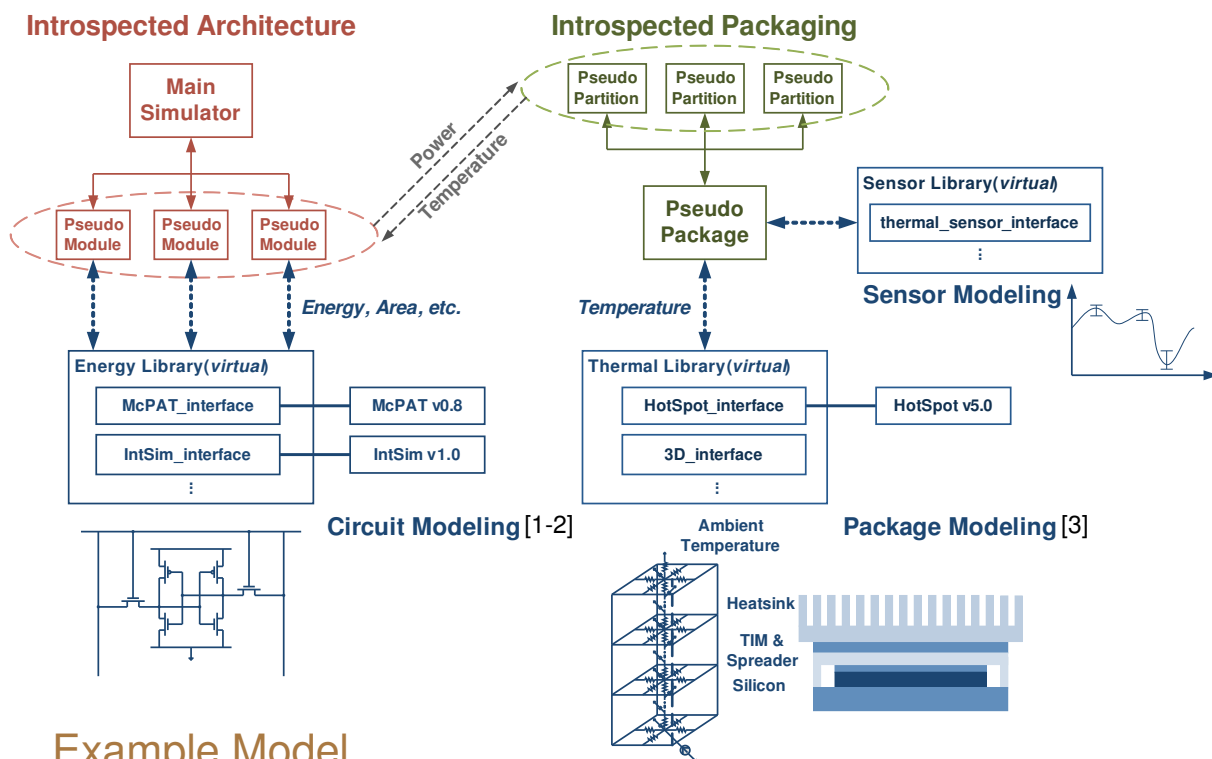 Introspected Architecture
Introspected Packaging
Main
Simulator
Pseudo
Partition
Pseudo
Partition
Pseudo
Partition
Power
Temperature
Pseudo
Module
Pseudo
Module
Pseudo
Module
Pseudo
Package
Sensor Library(virtual)
thermal_sensor_interface
⋮
Sensor Modeling
Energy, Area, etc.
Temperature
Energy Library(virtual)
McPAT_interface
McPAT v0.8
IntSim_interface
IntSim v1.0
⋮
Thermal Library(virtual)
HotSpot_interface
HotSpot v5.0
3D_interface
⋮
Circuit Modeling [1-2]
Package Modeling [3]
Ambient
Temperature
Heatsink
TIM &
Spreader
Silicon
Example Model